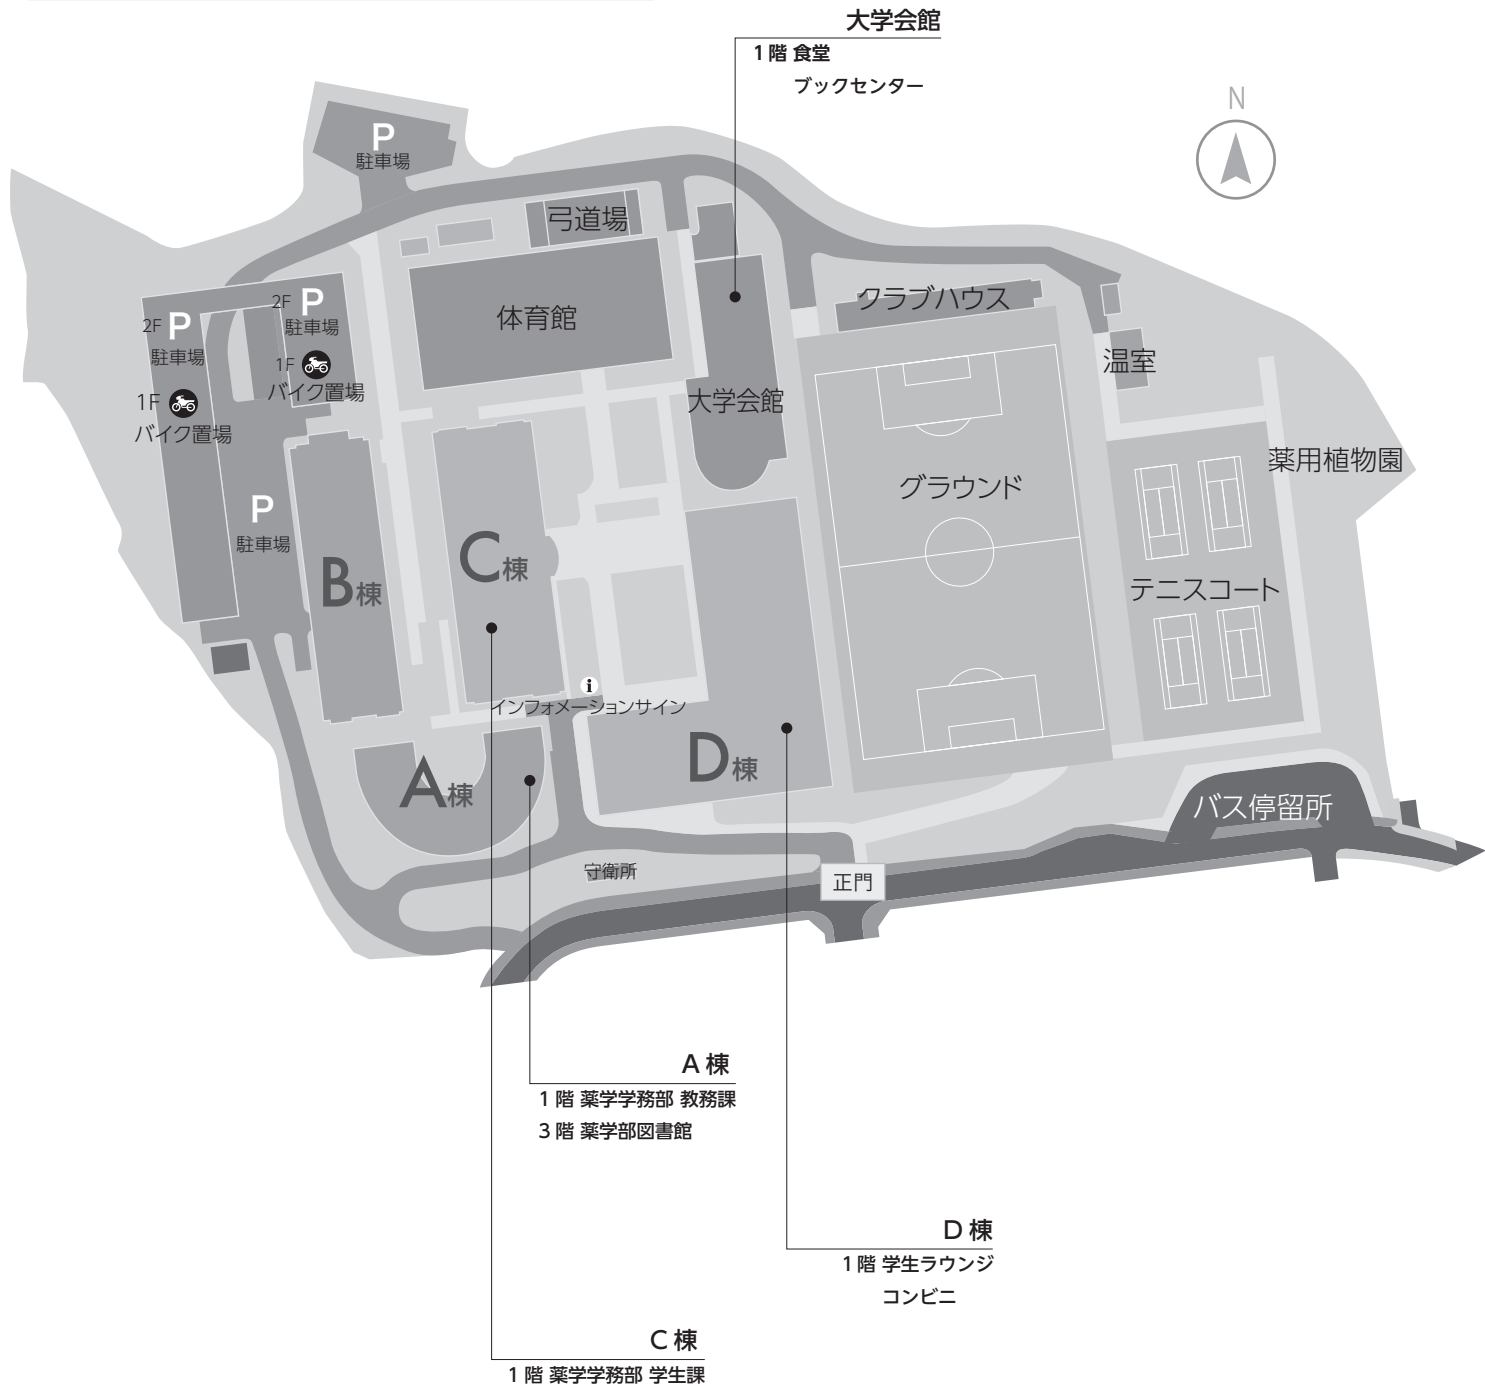 大学会館
1階 食堂
ブックセンター
N
P
駐車場
弓道場
2F P
駐車場
1F
バイク置場
2F P
駐車場
1F
バイク置場
体育館
クラブハウス
温室
大学会館
薬用植物園
グラウンド
P
駐車場
B棟
C棟
テニスコート
i
インフォメーションサイン
D棟
A棟
バス停留所
守衛所
正門
A棟
1階 薬学学務部 教務課
3階 薬学部図書館
D棟
1階 学生ラウンジ
コンビニ
C棟
1階 薬学学務部 学生課